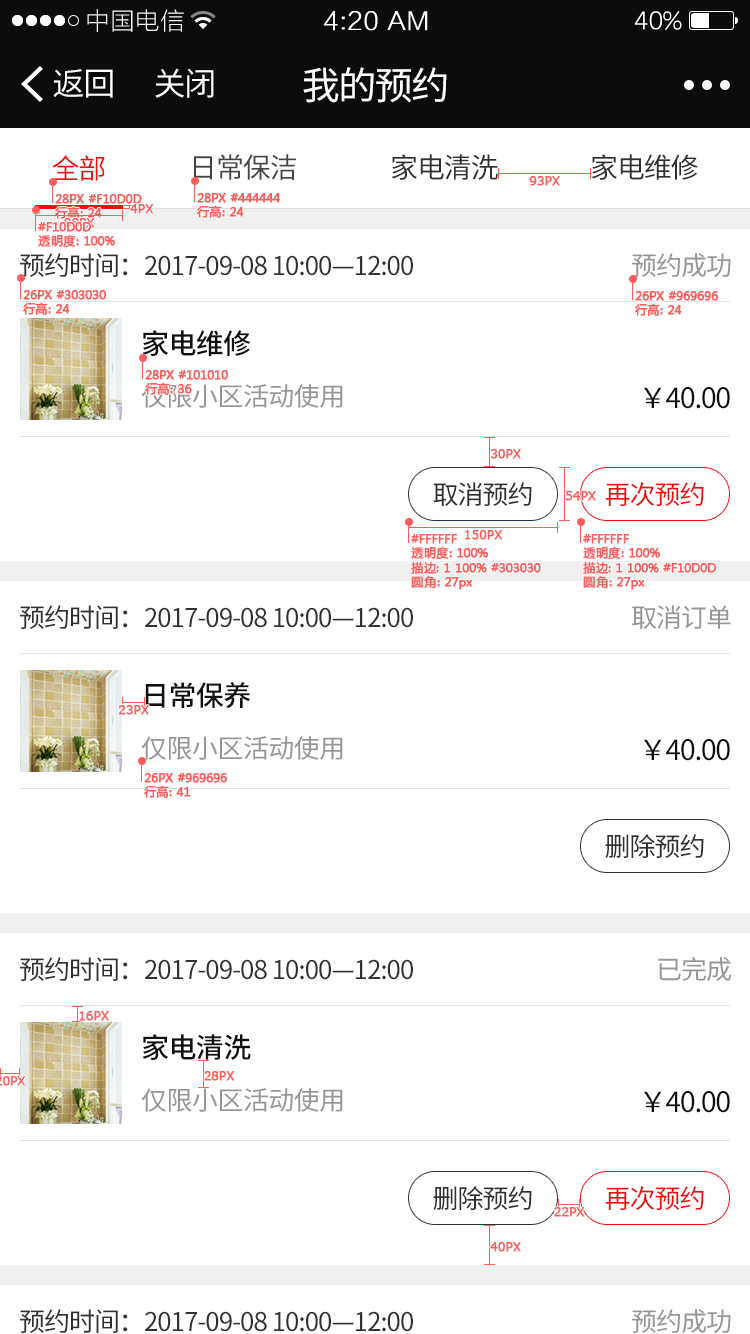 中国电信 4:20 AM 40%
返回 关闭 我的预约
全部 日常保洁 家电清洗 家电维修
93PX
28PX #F10D0D
行高: 24
28PX #444444
行高: 24
4PX
#F10D0D
透明度: 100%
预约时间：2017-09-08 10:00—12:00 预约成功
26PX #303030
行高: 24
26PX #969696
行高: 24
家电维修
28PX #101010
行高: 36
仅限小区活动使用 ￥40.00
30PX
取消预约 54PX 再次预约
150PX
#FFFFFF
透明度: 100%
描边: 1 100% #303030
圆角: 27px
#FFFFFF
透明度: 100%
描边: 1 100% #F10D0D
圆角: 27px
预约时间：2017-09-08 10:00—12:00 取消订单
23PX
日常保养
仅限小区活动使用 ￥40.00
26PX #969696
行高: 41
删除预约
预约时间：2017-09-08 10:00—12:00 已完成
16PX
家电清洗
28PX
20PX
仅限小区活动使用 ￥40.00
删除预约 22PX 再次预约
40PX
预约时间：2017-09-08 10:00—12:00 预约成功